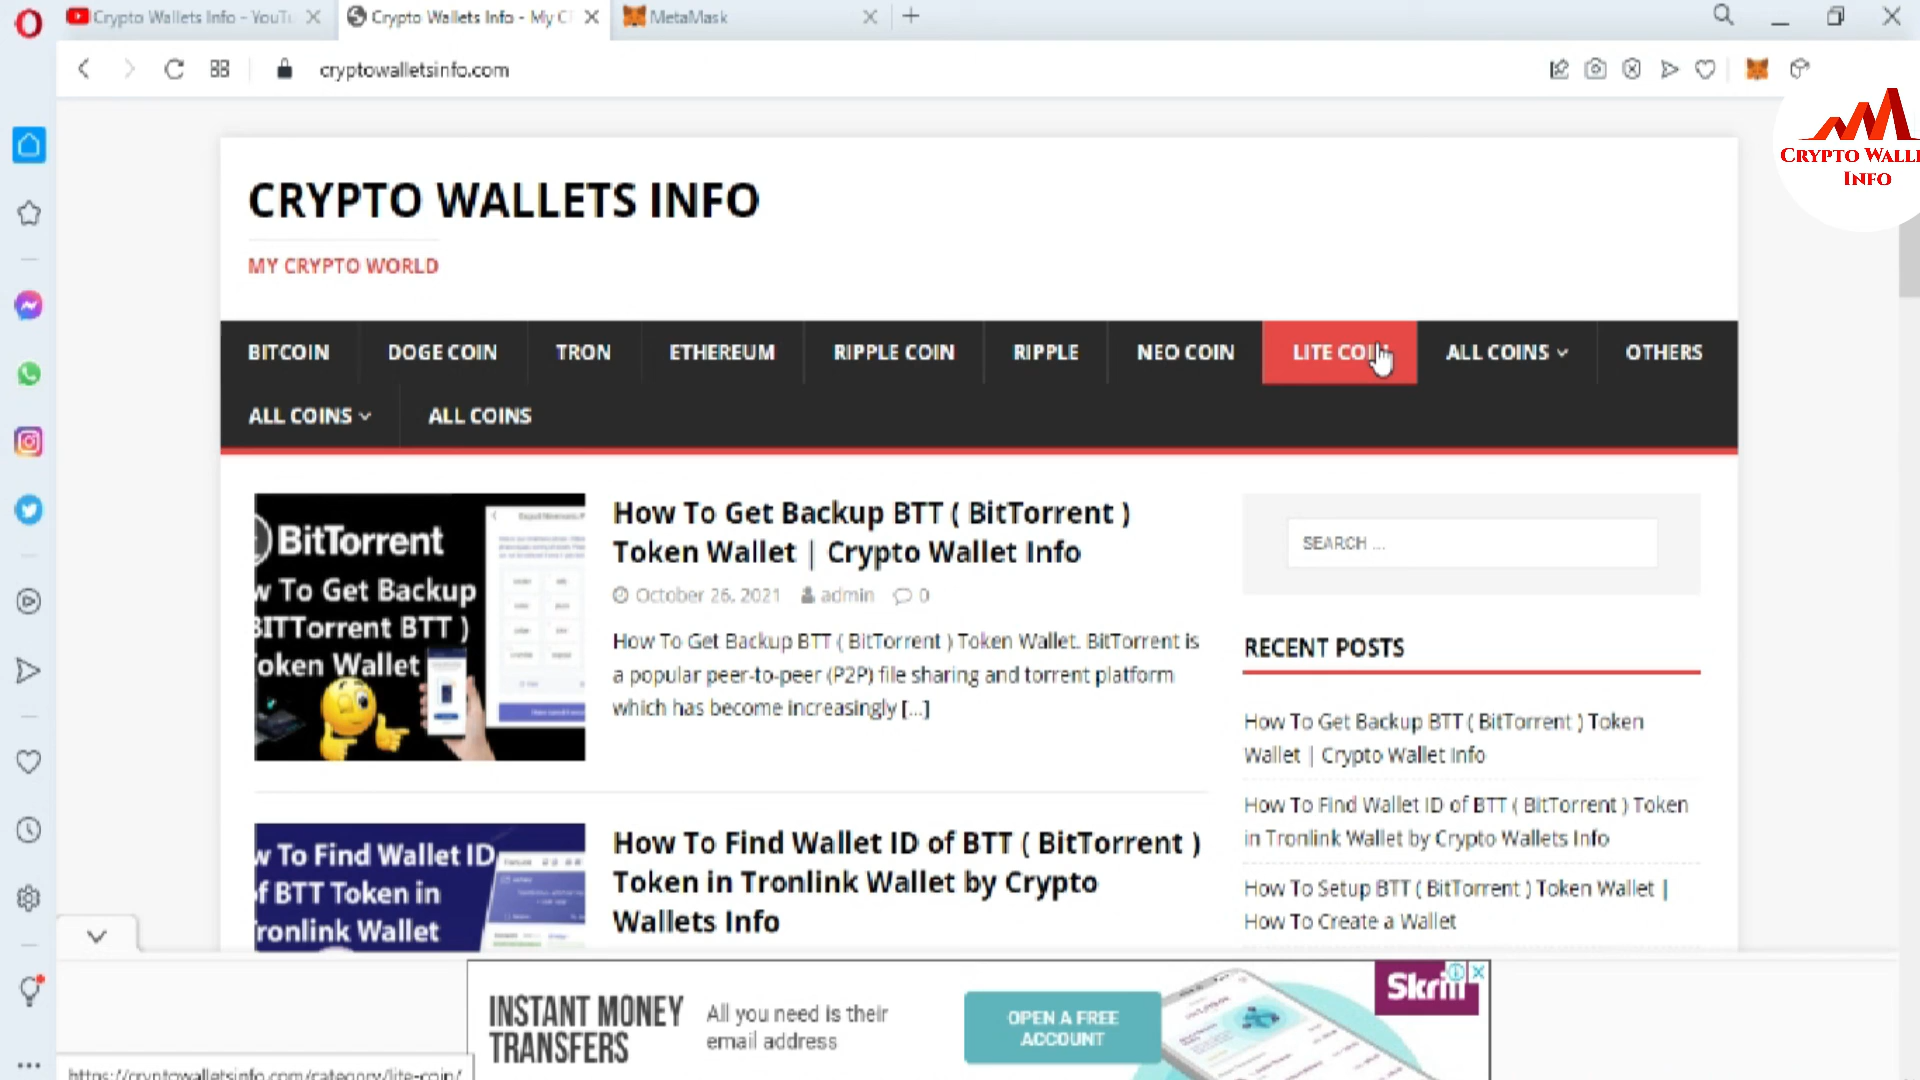 Crypto Wallets Info - YouTu
Crypto Wallets Info - My C
MetaMask
cryptowalletsinfo.com
CRYPTO WALLE
INFO
CRYPTO WALLETS INFO
MY CRYPTO WORLD
BITCOIN DOGE COIN TRON ETHEREUM RIPPLE COIN RIPPLE NEO COIN LITE COIN ALL COINS OTHERS
ALL COINS ALL COINS
BitTorrent
w To Get Backup
BITTorrent BTT )
oken Wallet
How To Get Backup BTT ( BitTorrent )
Token Wallet | Crypto Wallet Info
October 26, 2021 admin 0
How To Get Backup BTT ( BitTorrent ) Token Wallet. BitTorrent is
a popular peer-to-peer (P2P) file sharing and torrent platform
which has become increasingly [...]
SEARCH ...
RECENT POSTS
How To Get Backup BTT ( BitTorrent ) Token
Wallet | Crypto Wallet Info
How To Find Wallet ID of BTT ( BitTorrent ) Token
in Tronlink Wallet by Crypto Wallets Info
How To Setup BTT ( BitTorrent ) Token Wallet |
How To Create a Wallet
w To Find Wallet ID
of BTT Token in
ronlink Wallet
How To Find Wallet ID of BTT ( BitTorrent )
Token in Tronlink Wallet by Crypto
Wallets Info
INSTANT MONEY
TRANSFERS
All you need is their
email address
OPEN A FREE
ACCOUNT
Skrill
https://cryptowalletsinfo.com/category/lite-coin/